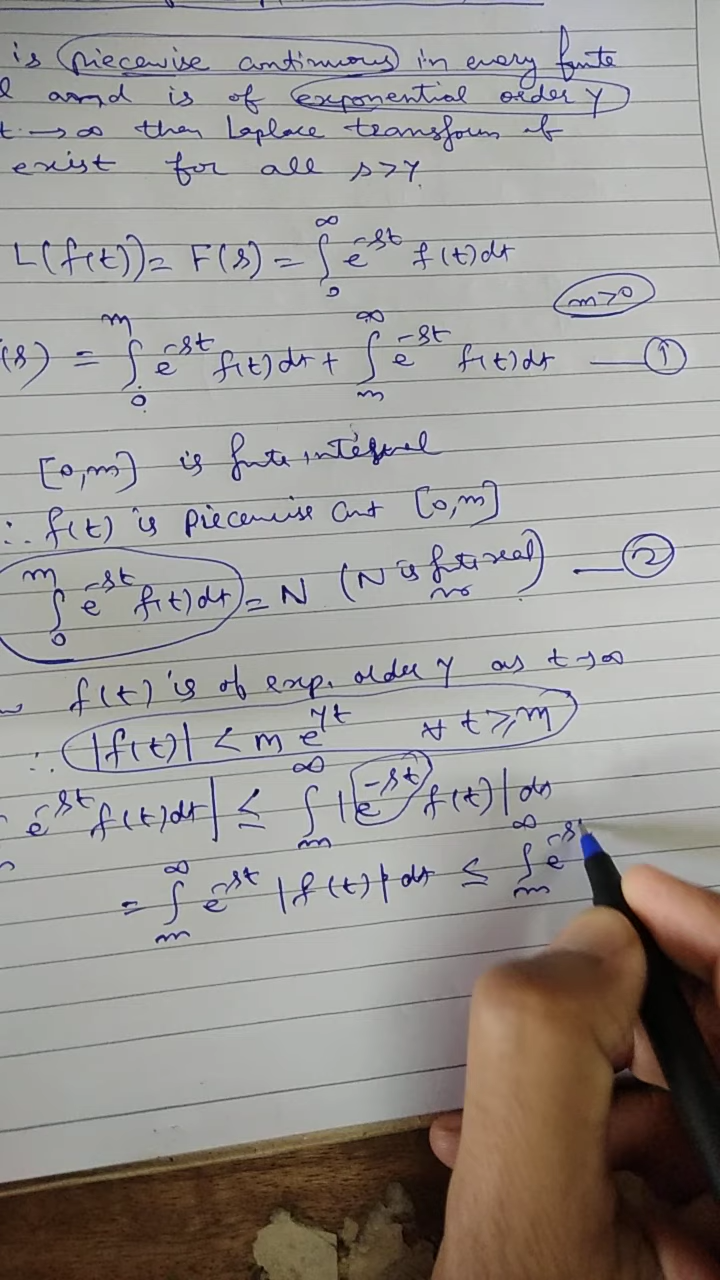 is piecewise continuous in every finite
l and is of exponential order γ
t → ∞ then Laplace transform of
exist for all s>γ.
L(f(t)) = F(s) = ∫₀^∞ e^{-st} f(t) dt
m>0
(s) = ∫₀^m e^{-st} f(t) dt + ∫_m^∞ e^{-st} f(t) dt — ①
[0,m] is finite integral
∴ f(t) is piecewise cont [0,m]
∫₀^m e^{-st} f(t) dt = N (N is finite real no) — ②
f(t) is of exp. order γ as t→∞
∴ |f(t)| < m e^{γt} ∀ t ≥ m
e^{-st} f(t) dt| ≤ ∫_m^∞ |e^{-st} f(t)| dt
= ∫_m^∞ e^{-st} |f(t)| dt ≤ ∫_m^∞ e^{-s